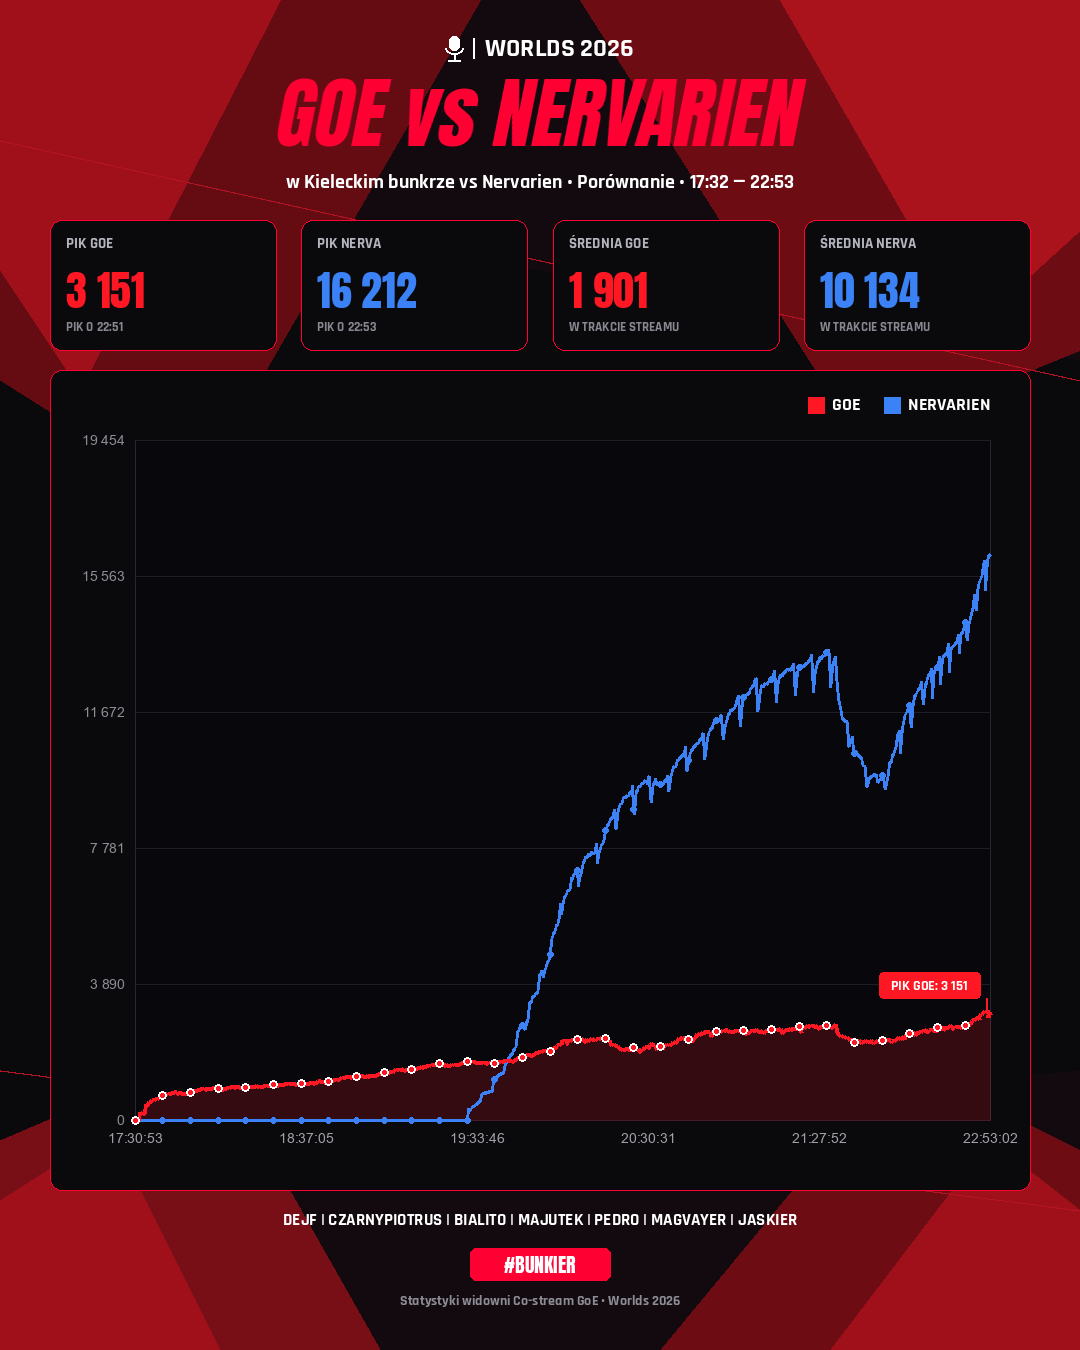 | WORLDS 2026
GOE vs NERVARIEN
w Kieleckim bunkrze vs Nervarien • Porównanie • 17:32 — 22:53
PIK GOE
3 151
PIK O 22:51
PIK NERVA
16 212
PIK O 22:53
ŚREDNIA GOE
1 901
W TRAKCIE STREAMU
ŚREDNIA NERVA
10 134
W TRAKCIE STREAMU
GOE NERVARIEN
19 454
15 563
11 672
7 781
3 890
0
PIK GOE: 3 151
17:30:53 18:37:05 19:33:46 20:30:31 21:27:52 22:53:02
DEJF | CZARNYPIOTRUS | BIALITO | MAJUTEK | PEDRO | MAGVAYER | JASKIER
#BUNKIER
Statystyki widowni Co-stream GoE • Worlds 2026